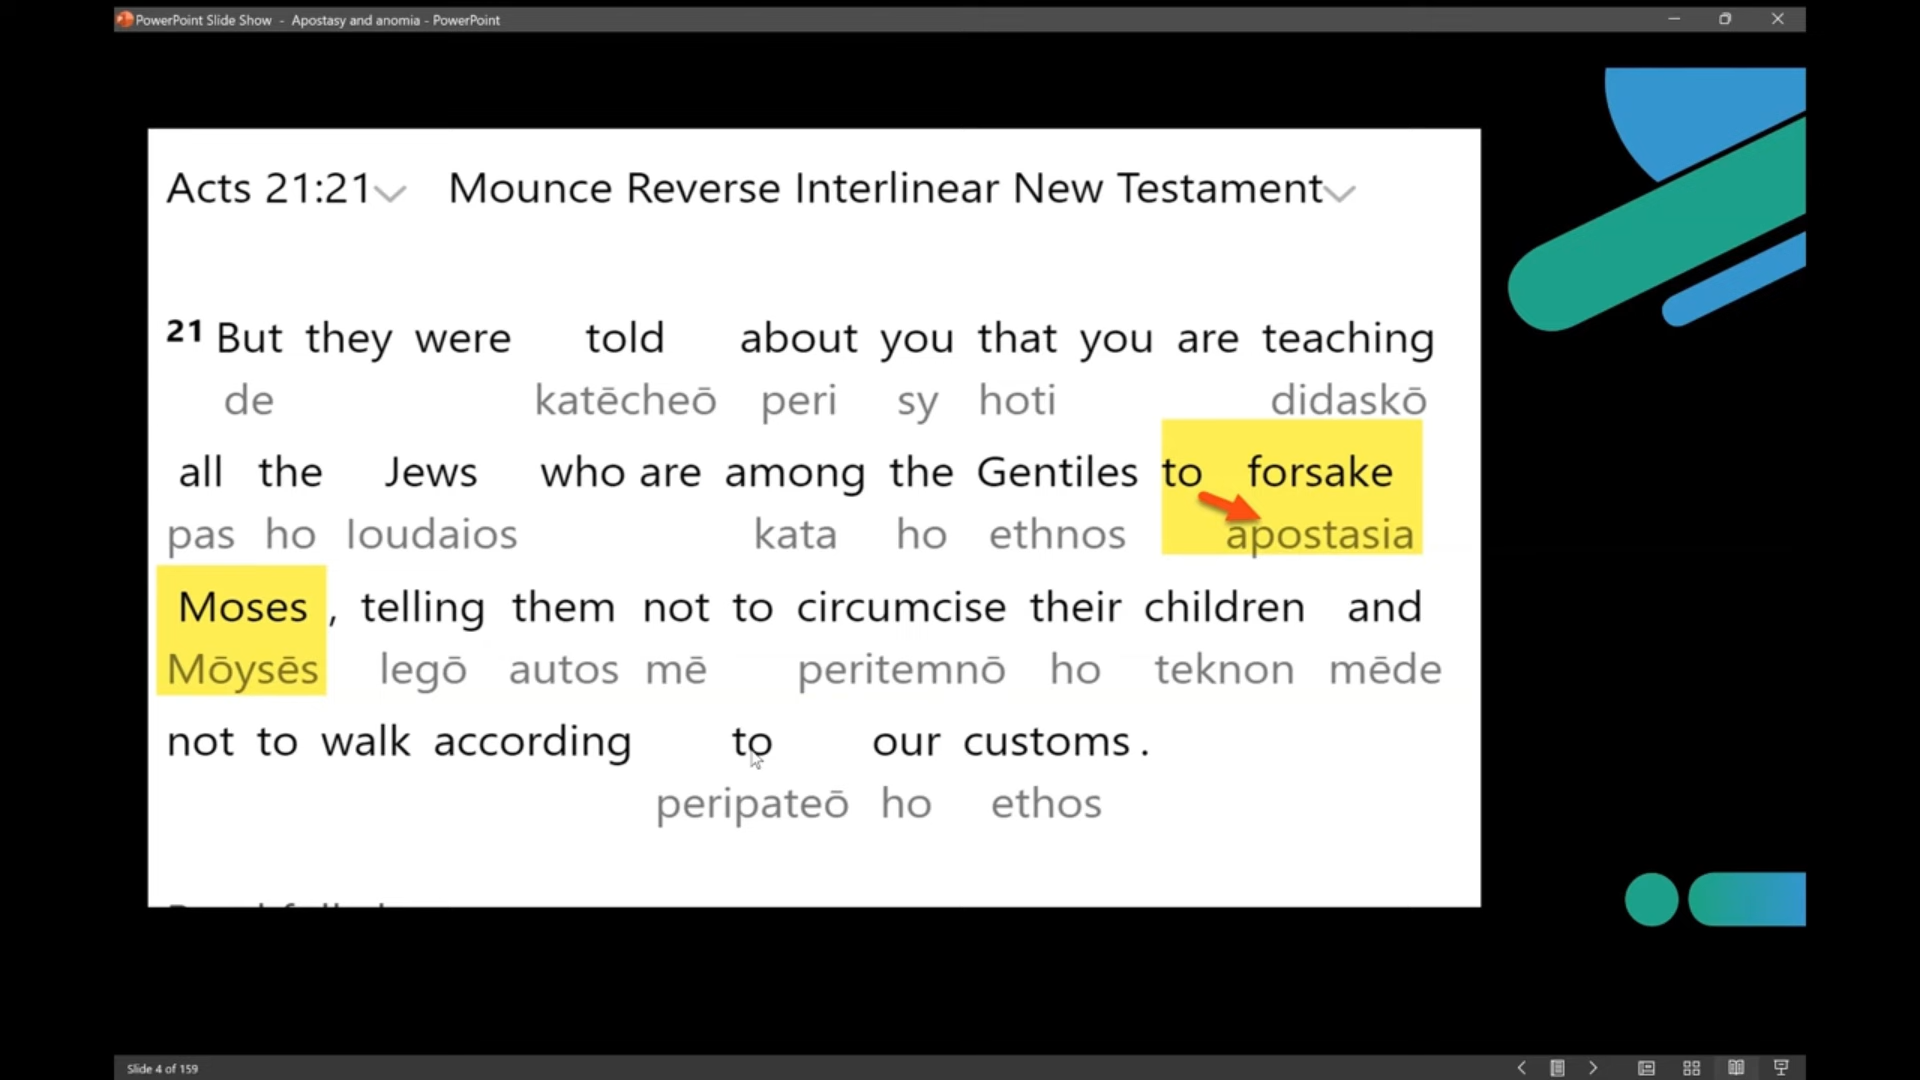 PowerPoint Slide Show - Apostasy and anomia - PowerPoint
Acts 21:21 Mounce Reverse Interlinear New Testament
21 But they were told about you that you are teaching
de katēcheō peri sy hoti didaskō
all the Jews who are among the Gentiles to forsake
pas ho Ioudaios kata ho ethnos apostasia
Moses , telling them not to circumcise their children and
Mōysēs legō autos mē peritemnō ho teknon mēde
not to walk according to our customs .
peripateō ho ethos
Slide 4 of 159